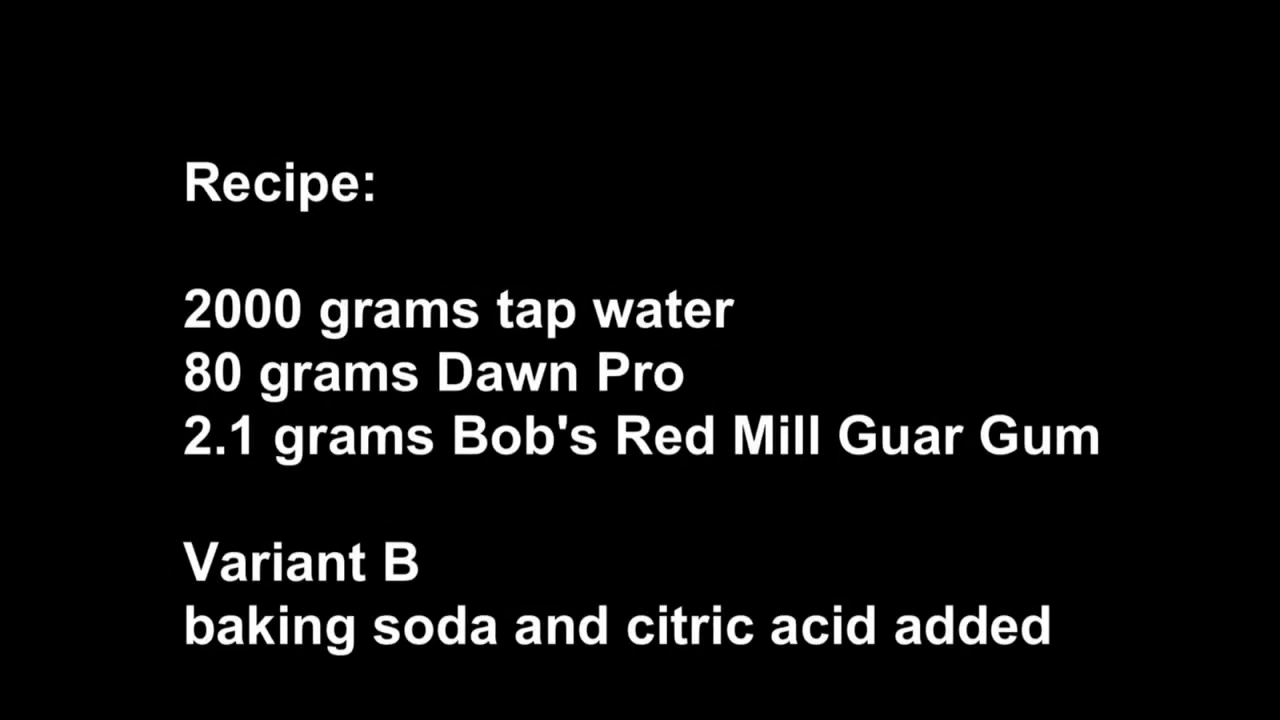 Recipe:
2000 grams tap water
80 grams Dawn Pro
2.1 grams Bob's Red Mill Guar Gum
Variant B
baking soda and citric acid added